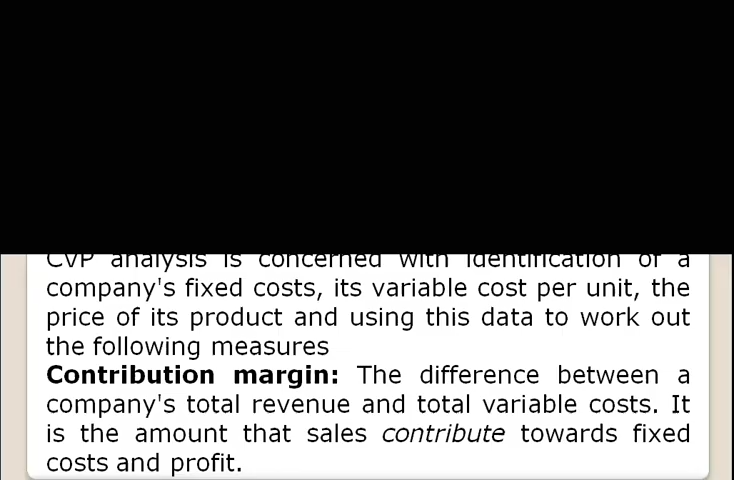 CVP analysis is concerned with identification of a
company's fixed costs, its variable cost per unit, the
price of its product and using this data to work out
the following measures
Contribution margin: The difference between a
company's total revenue and total variable costs. It
is the amount that sales contribute towards fixed
costs and profit.